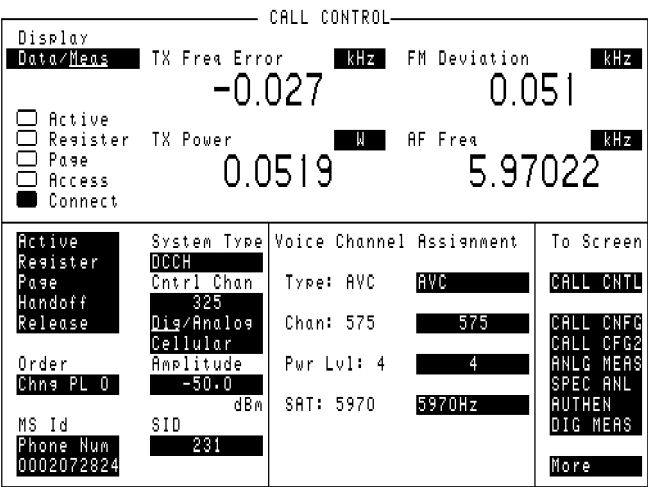 CALL CONTROL
Display
Data/Meas TX Freq Error kHz FM Deviation kHz
-0.027 0.051
Active
Register TX Power W AF Freq kHz
Page 0.0519 5.97022
Access
Connect
Active
Register
Page
Handoff
Release
Order
Chng PL 0
MS Id
Phone Num
0002072824
System Type
DCCH
Cntrl Chan
325
Dig/Analog
Cellular
Amplitude
-50.0
dBm
SID
231
Voice Channel Assignment
Type: AVC AVC
Chan: 575 575
Pwr Lvl: 4 4
SAT: 5970 5970Hz
To Screen
CALL CNTL
CALL CNFG
CALL CFG2
ANLG MEAS
SPEC ANL
AUTHEN
DIG MEAS
More